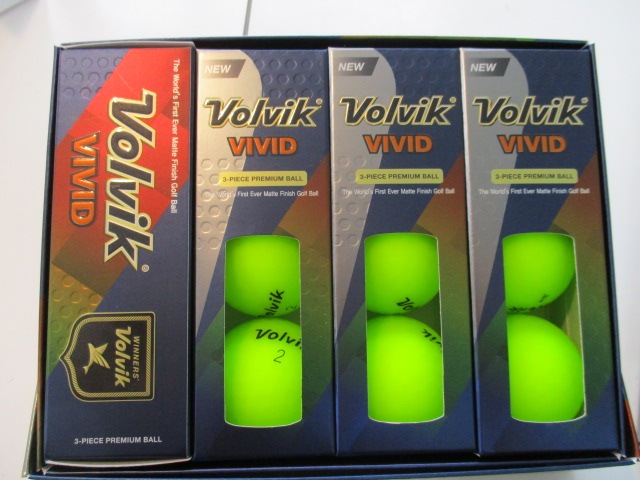 The World's First Ever Matte Finish Golf Ball
Volvik®
VIVID
WINNERS'
Volvik
3-PIECE PREMIUM BALL
NEW
Volvik®
VIVID
3-PIECE PREMIUM BALL
World's First Ever Matte Finish Golf Ball
Volvik
2
NEW
Volvik®
VIVID
3-PIECE PREMIUM BALL
The World's First Ever Matte Finish Golf Ball
NEW
Volvik®
VIVID
3-PIECE PREMIUM BALL
The World's First Ever Matte Finish Golf Ball